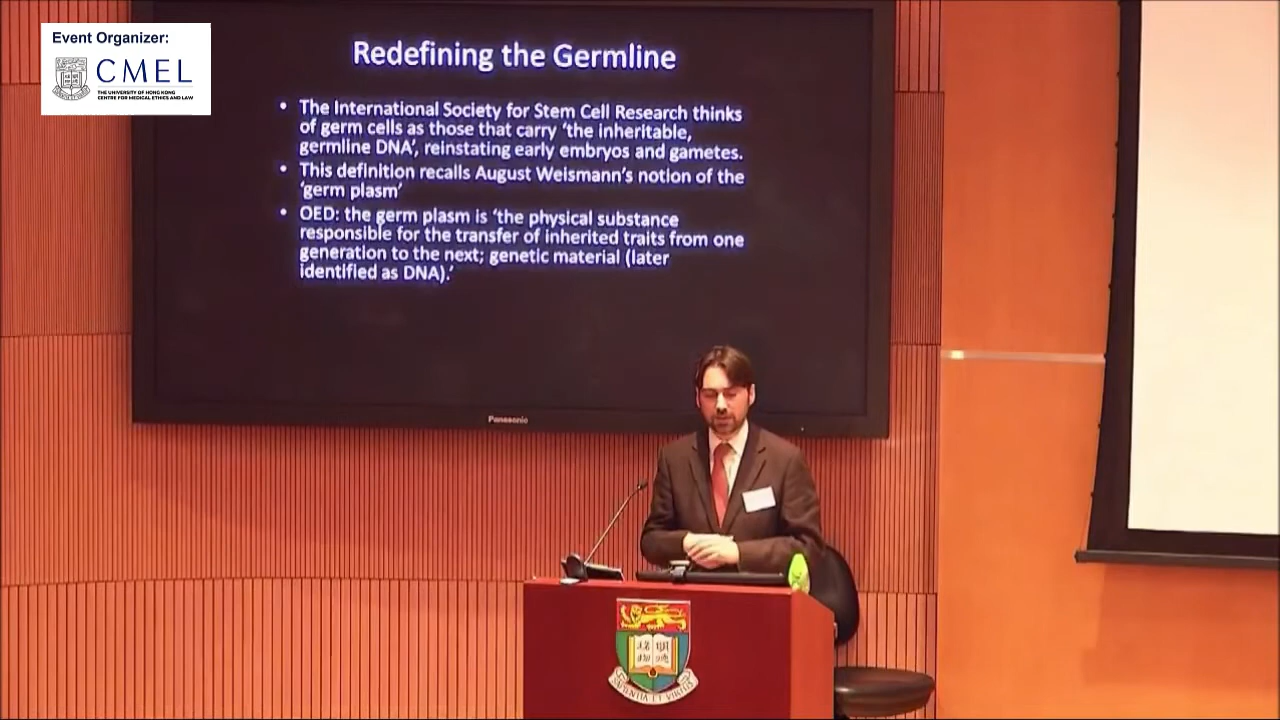 Event Organizer:
CMEL
THE UNIVERSITY OF HONG KONG
CENTRE FOR MEDICAL ETHICS AND LAW
Redefining the Germline
• The International Society for Stem Cell Research thinks
of germ cells as those that carry ‘the inheritable,
germline DNA’, reinstating early embryos and gametes.
• This definition recalls August Weismann’s notion of the
‘germ plasm’
• OED: the germ plasm is ‘the physical substance
responsible for the transfer of inherited traits from one
generation to the next; genetic material (later
identified as DNA).’
Panasonic
SAPIENTIA ET VIRTUS